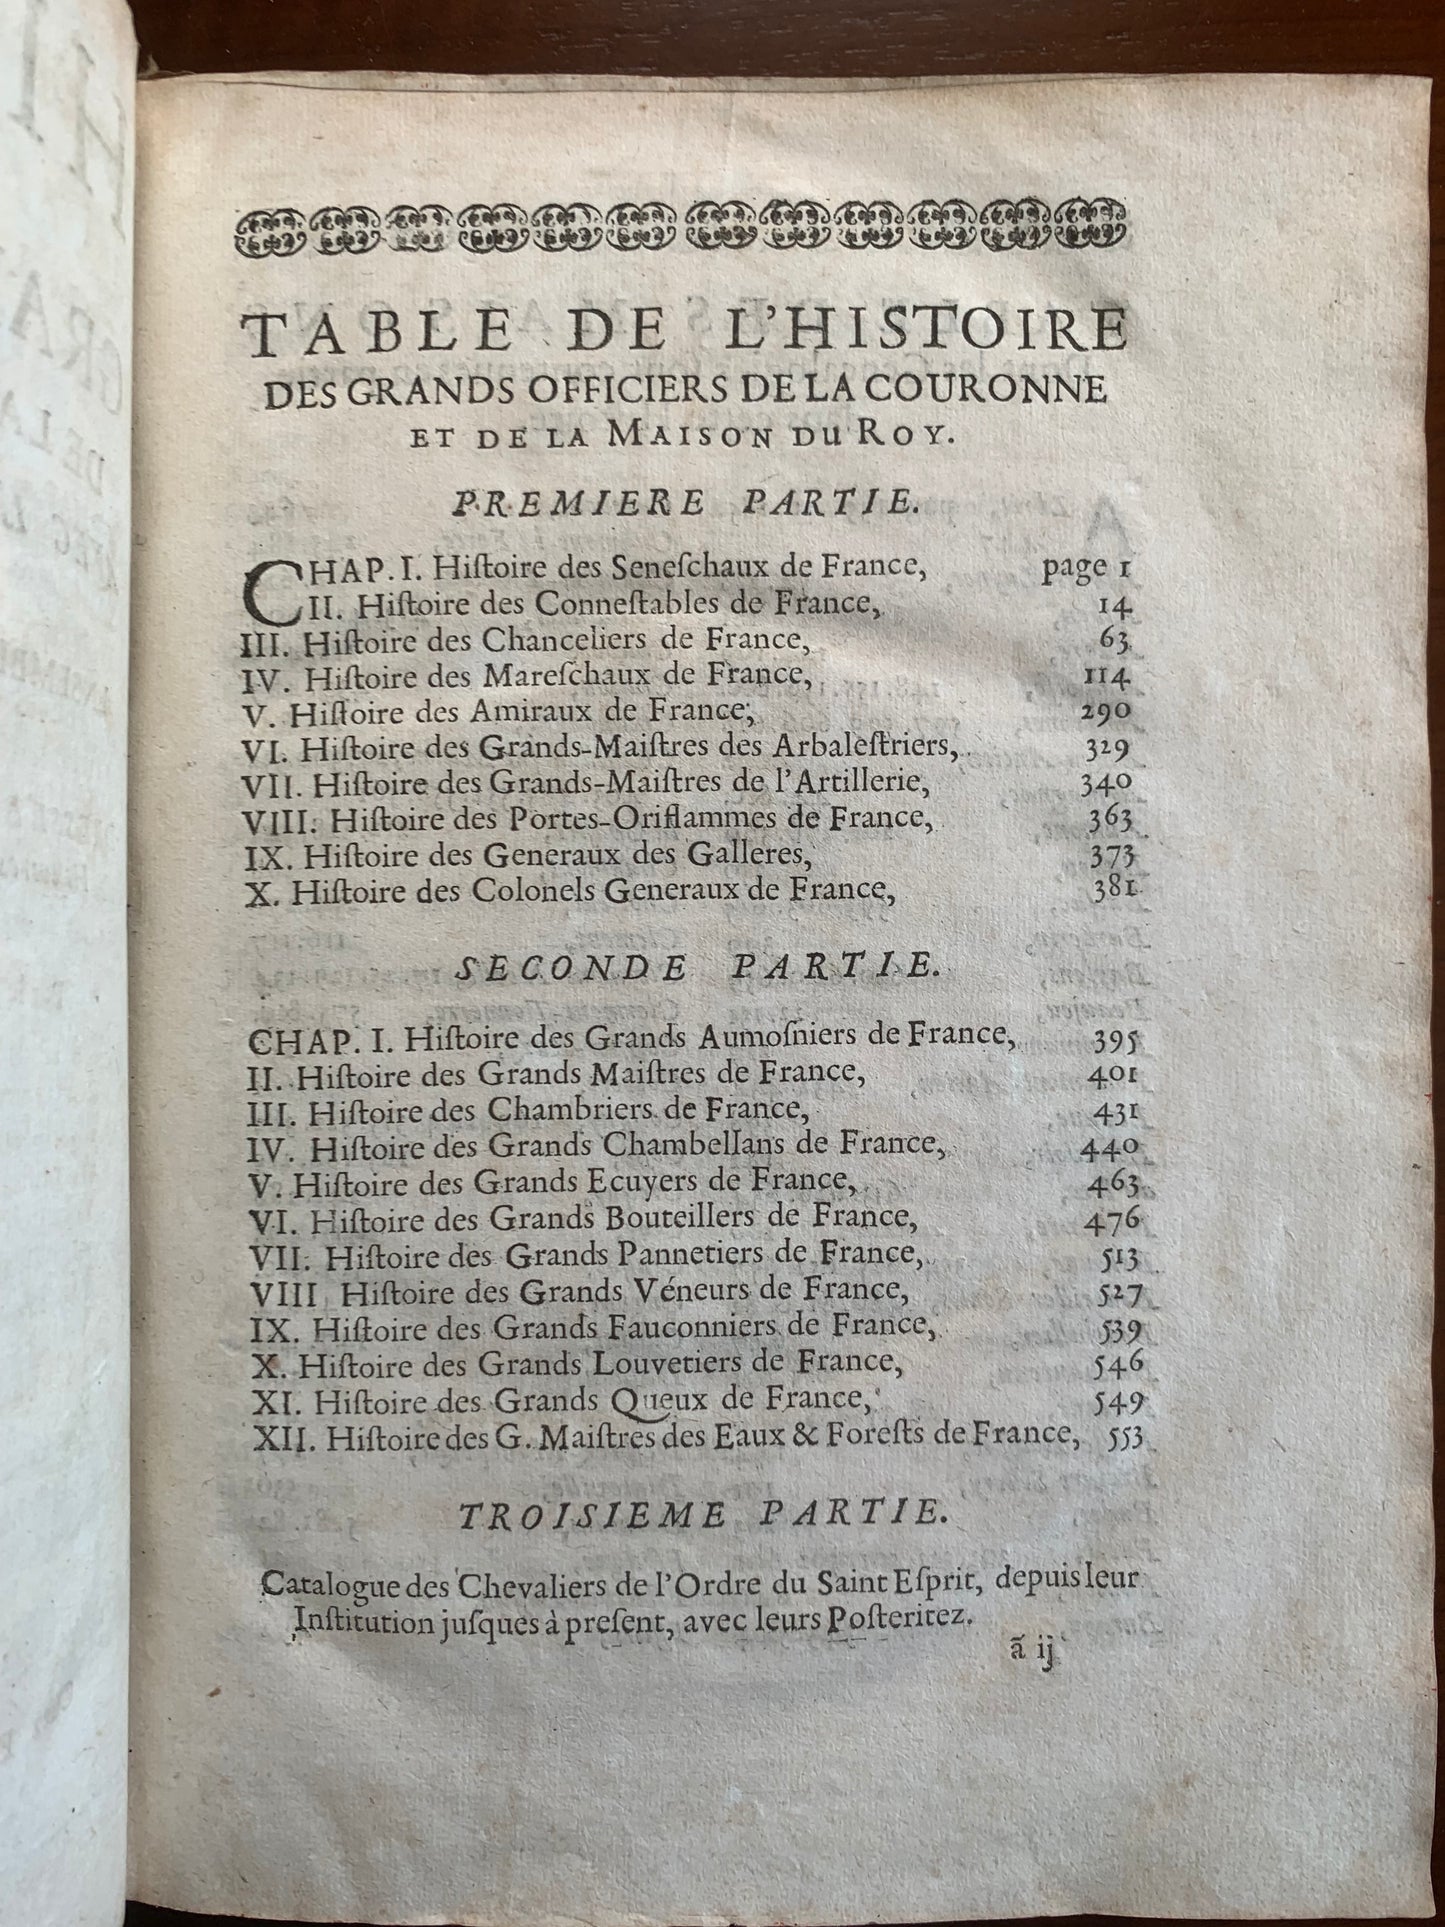 TABLE DE L'HISTOIRE
DES GRANDS OFFICIERS DE LA COURONNE
ET DE LA MAISON DU ROY.
PREMIERE PARTIE.
CHAP. I. Hiſtoire des Seneſchaux de France, page 1
II. Hiſtoire des Conneſtables de France, 14
III. Hiſtoire des Chanceliers de France, 63
IV. Hiſtoire des Mareſchaux de France, 114
V. Hiſtoire des Amiraux de France, 290
VI. Hiſtoire des Grands-Maiſtres des Arbaleſtriers, 329
VII. Hiſtoire des Grands-Maiſtres de l'Artillerie, 340
VIII. Hiſtoire des Portes-Oriflammes de France, 363
IX. Hiſtoire des Generaux des Galleres, 373
X. Hiſtoire des Colonels Generaux de France, 381
SECONDE PARTIE.
CHAP. I. Hiſtoire des Grands Aumoſniers de France, 395
II. Hiſtoire des Grands Maiſtres de France, 401
III. Hiſtoire des Chambriers de France, 431
IV. Hiſtoire des Grands Chambellans de France, 440
V. Hiſtoire des Grands Ecuyers de France, 463
VI. Hiſtoire des Grands Bouteillers de France, 476
VII. Hiſtoire des Grands Pannetiers de France, 513
VIII Hiſtoire des Grands Véneurs de France, 527
IX. Hiſtoire des Grands Fauconniers de France, 539
X. Hiſtoire des Grands Louvetiers de France, 546
XI. Hiſtoire des Grands Queux de France, 549
XII. Hiſtoire des G. Maiſtres des Eaux & Foreſts de France, 553
TROISIEME PARTIE.
Catalogue des Chevaliers de l'Ordre du Saint Eſprit, depuis leur
Inſtitution juſques à preſent, avec leurs Poſteritez.
ã ij